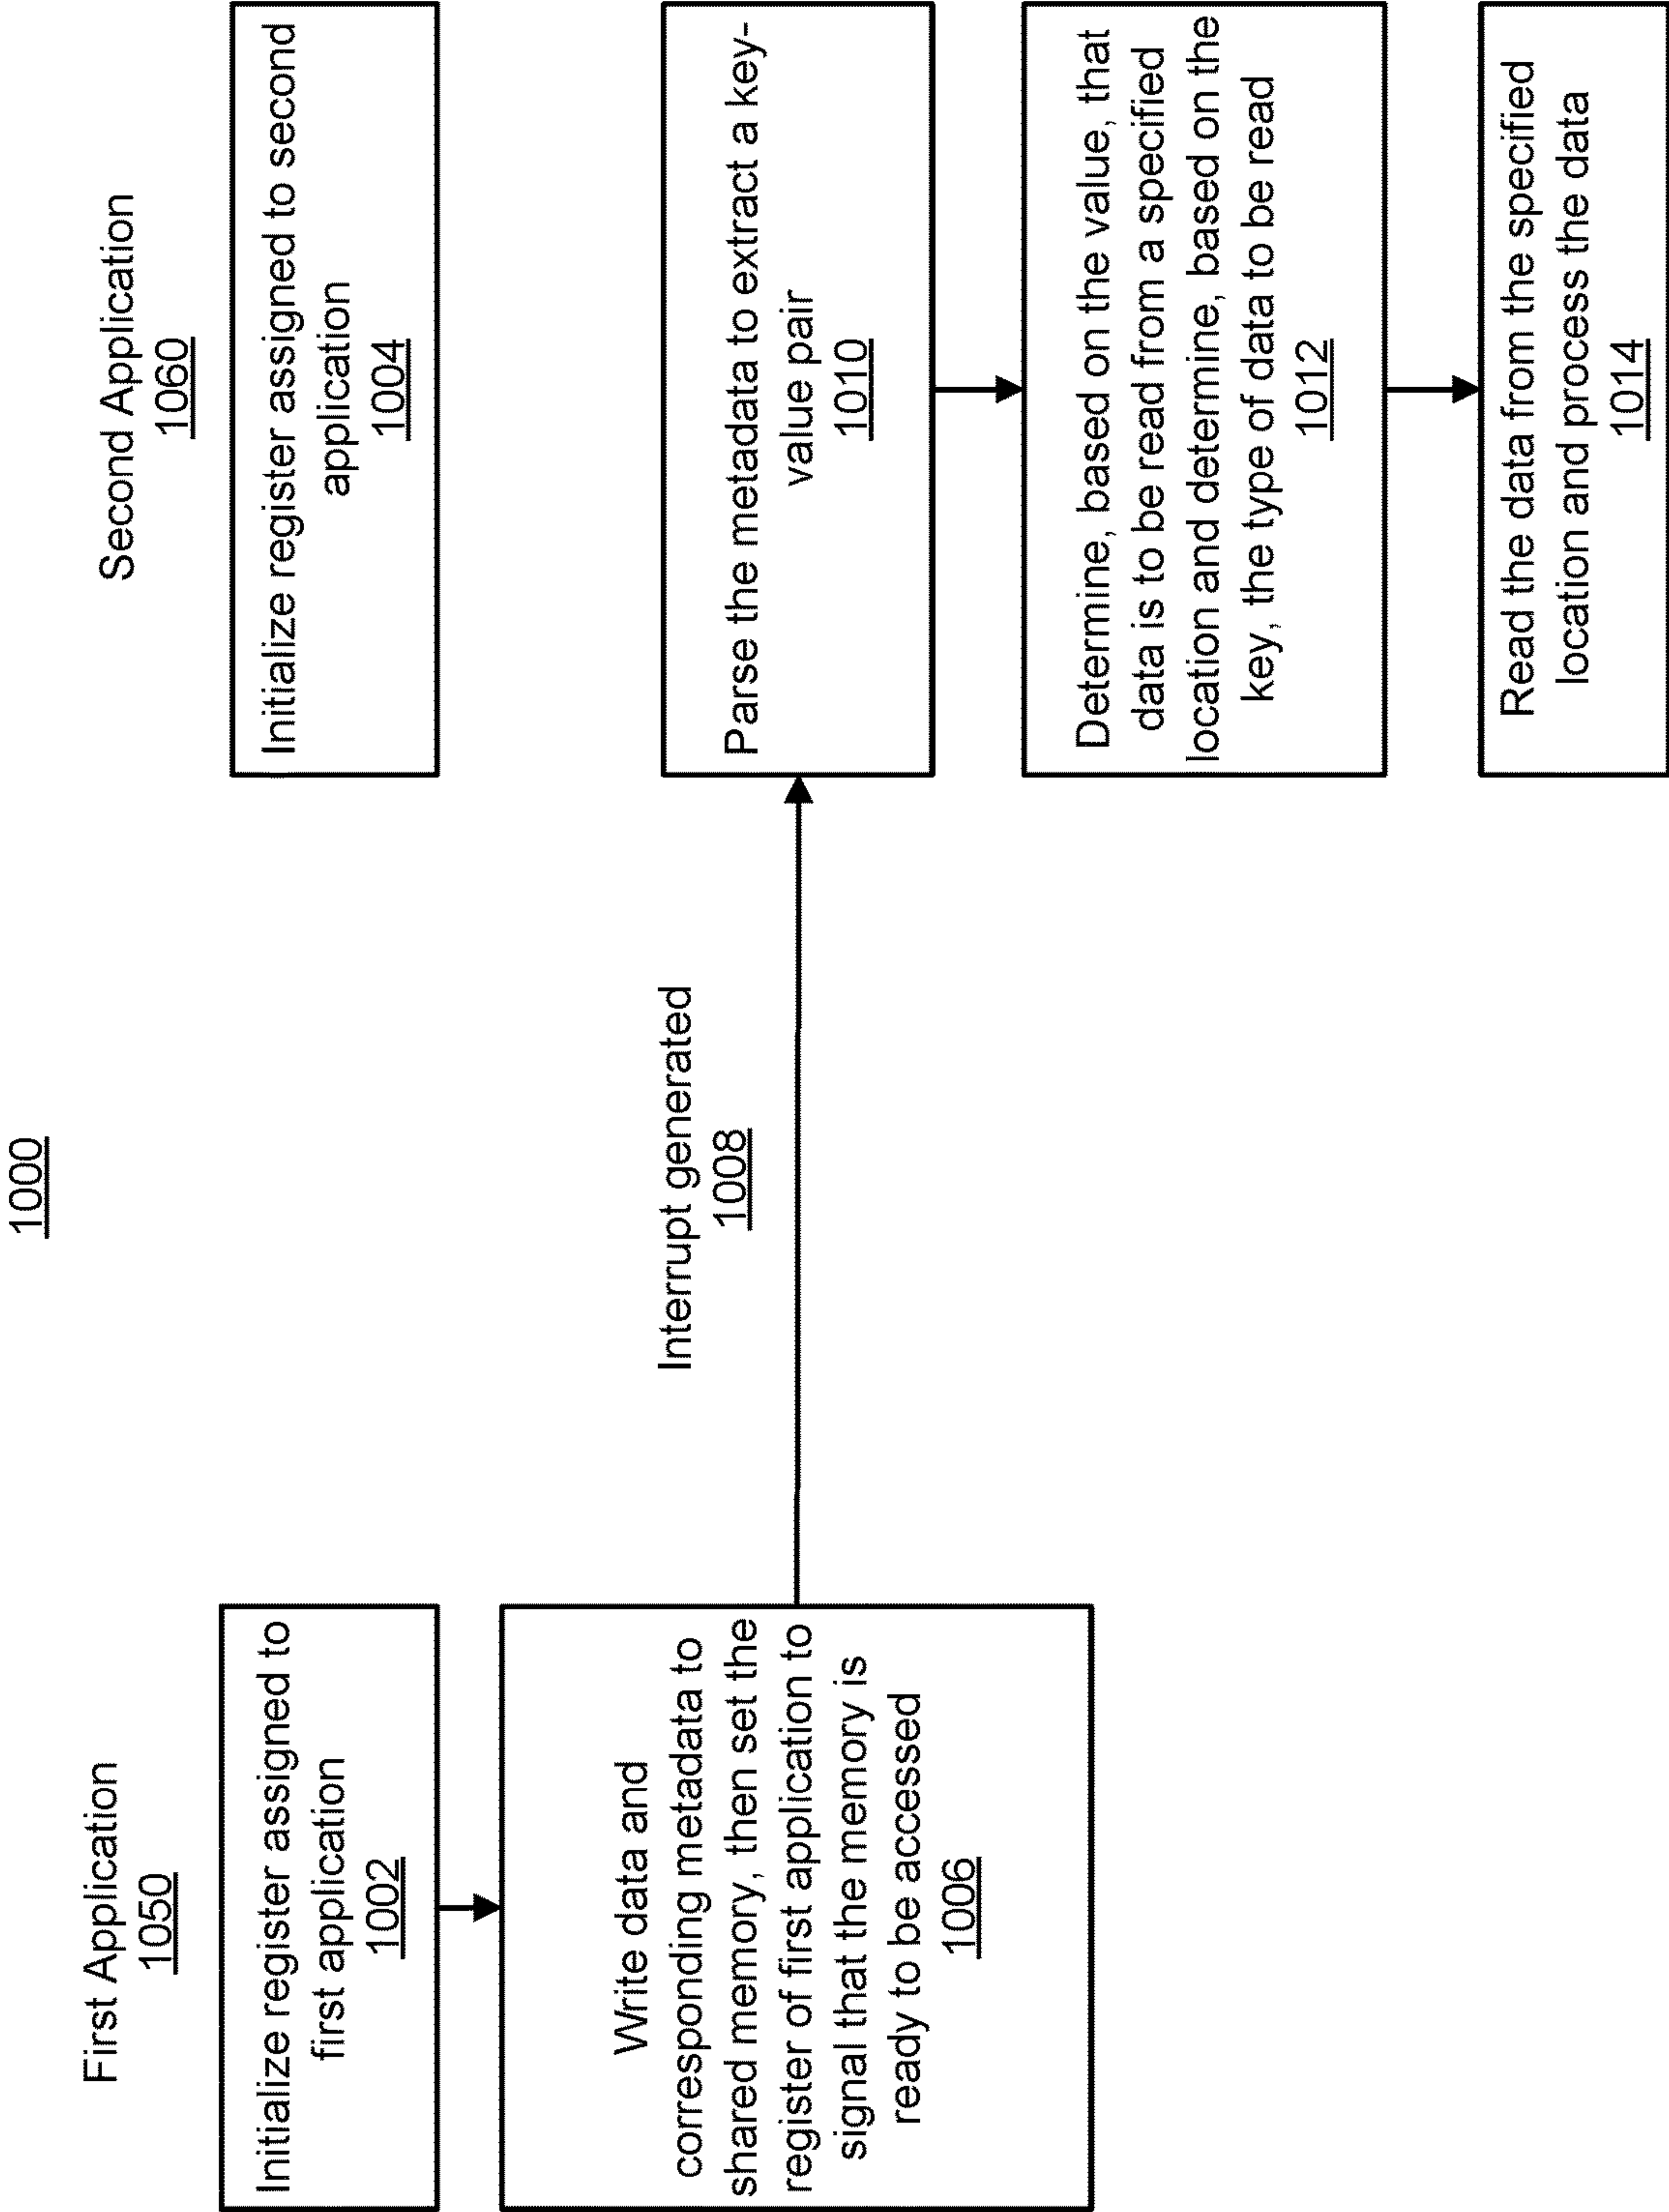 1000
First Application
1050
Initialize register assigned to
first application
1002
Write data and
corresponding metadata to
shared memory, then set the
register of first application to
signal that the memory is
ready to be accessed
1006
Interrupt generated
1008
Second Application
1060
Initialize register assigned to second
application
1004
Parse the metadata to extract a key-
value pair
1010
Determine, based on the value, that
data is to be read from a specified
location and determine, based on the
key, the type of data to be read
1012
Read the data from the specified
location and process the data
1014